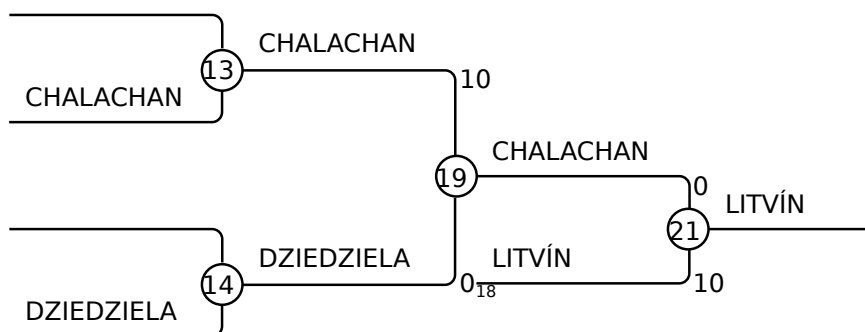 CHALACHAN
13
10
CHALACHAN
CHALACHAN
19
0
LITVÍN
21
DZIEDZIELA
LITVÍN
14
0
18
10
DZIEDZIELA